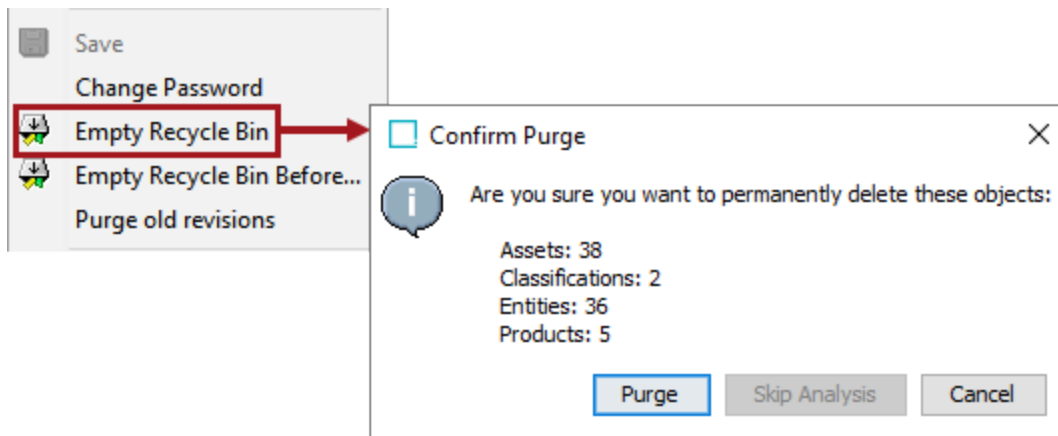 Save
Change Password
Empty Recycle Bin
Empty Recycle Bin Before...
Purge old revisions
Confirm Purge
Are you sure you want to permanently delete these objects:
Assets: 38
Classifications: 2
Entities: 36
Products: 5
Purge
Skip Analysis
Cancel